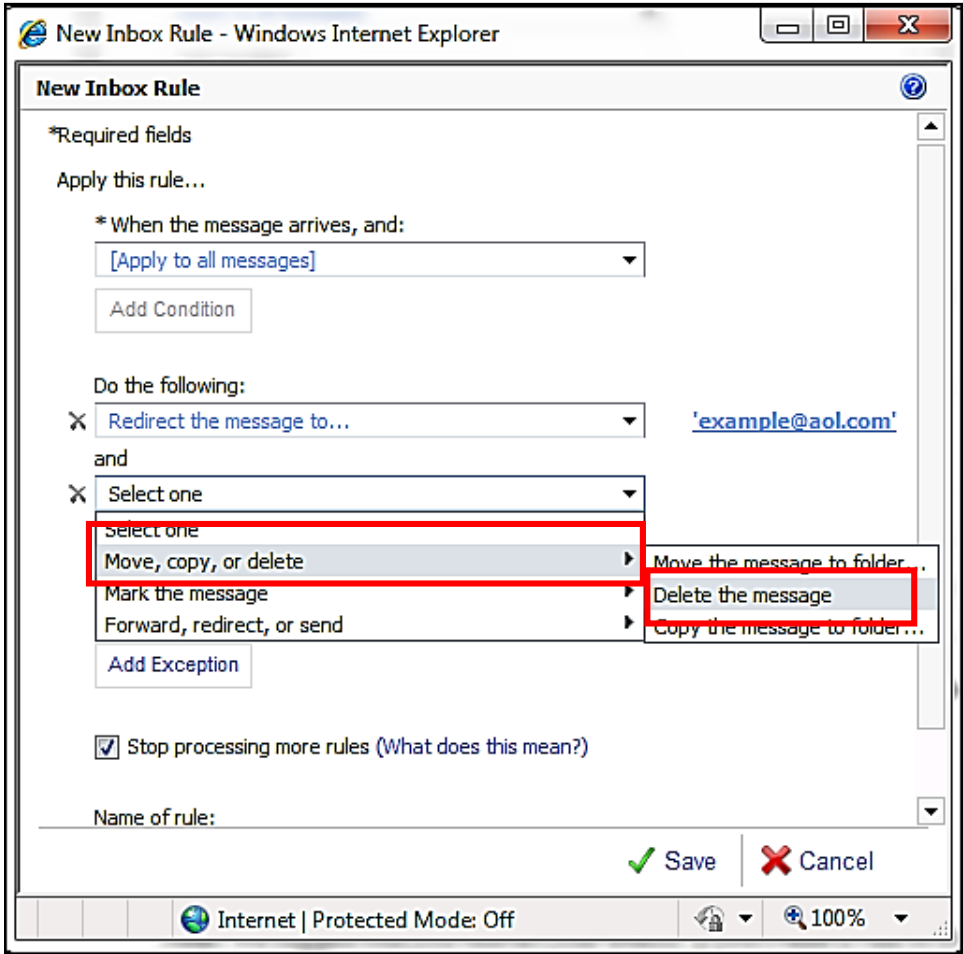 New Inbox Rule - Windows Internet Explorer
New Inbox Rule
*Required fields
Apply this rule...
* When the message arrives, and:
[Apply to all messages]
Add Condition
Do the following:
Redirect the message to... 'example@aol.com'
and
Select one
Select one
Move, copy, or delete
Move the message to folder...
Mark the message
Delete the message
Forward, redirect, or send
Copy the message to folder...
Add Exception
Stop processing more rules (What does this mean?)
Name of rule:
Save Cancel
Internet | Protected Mode: Off 100%